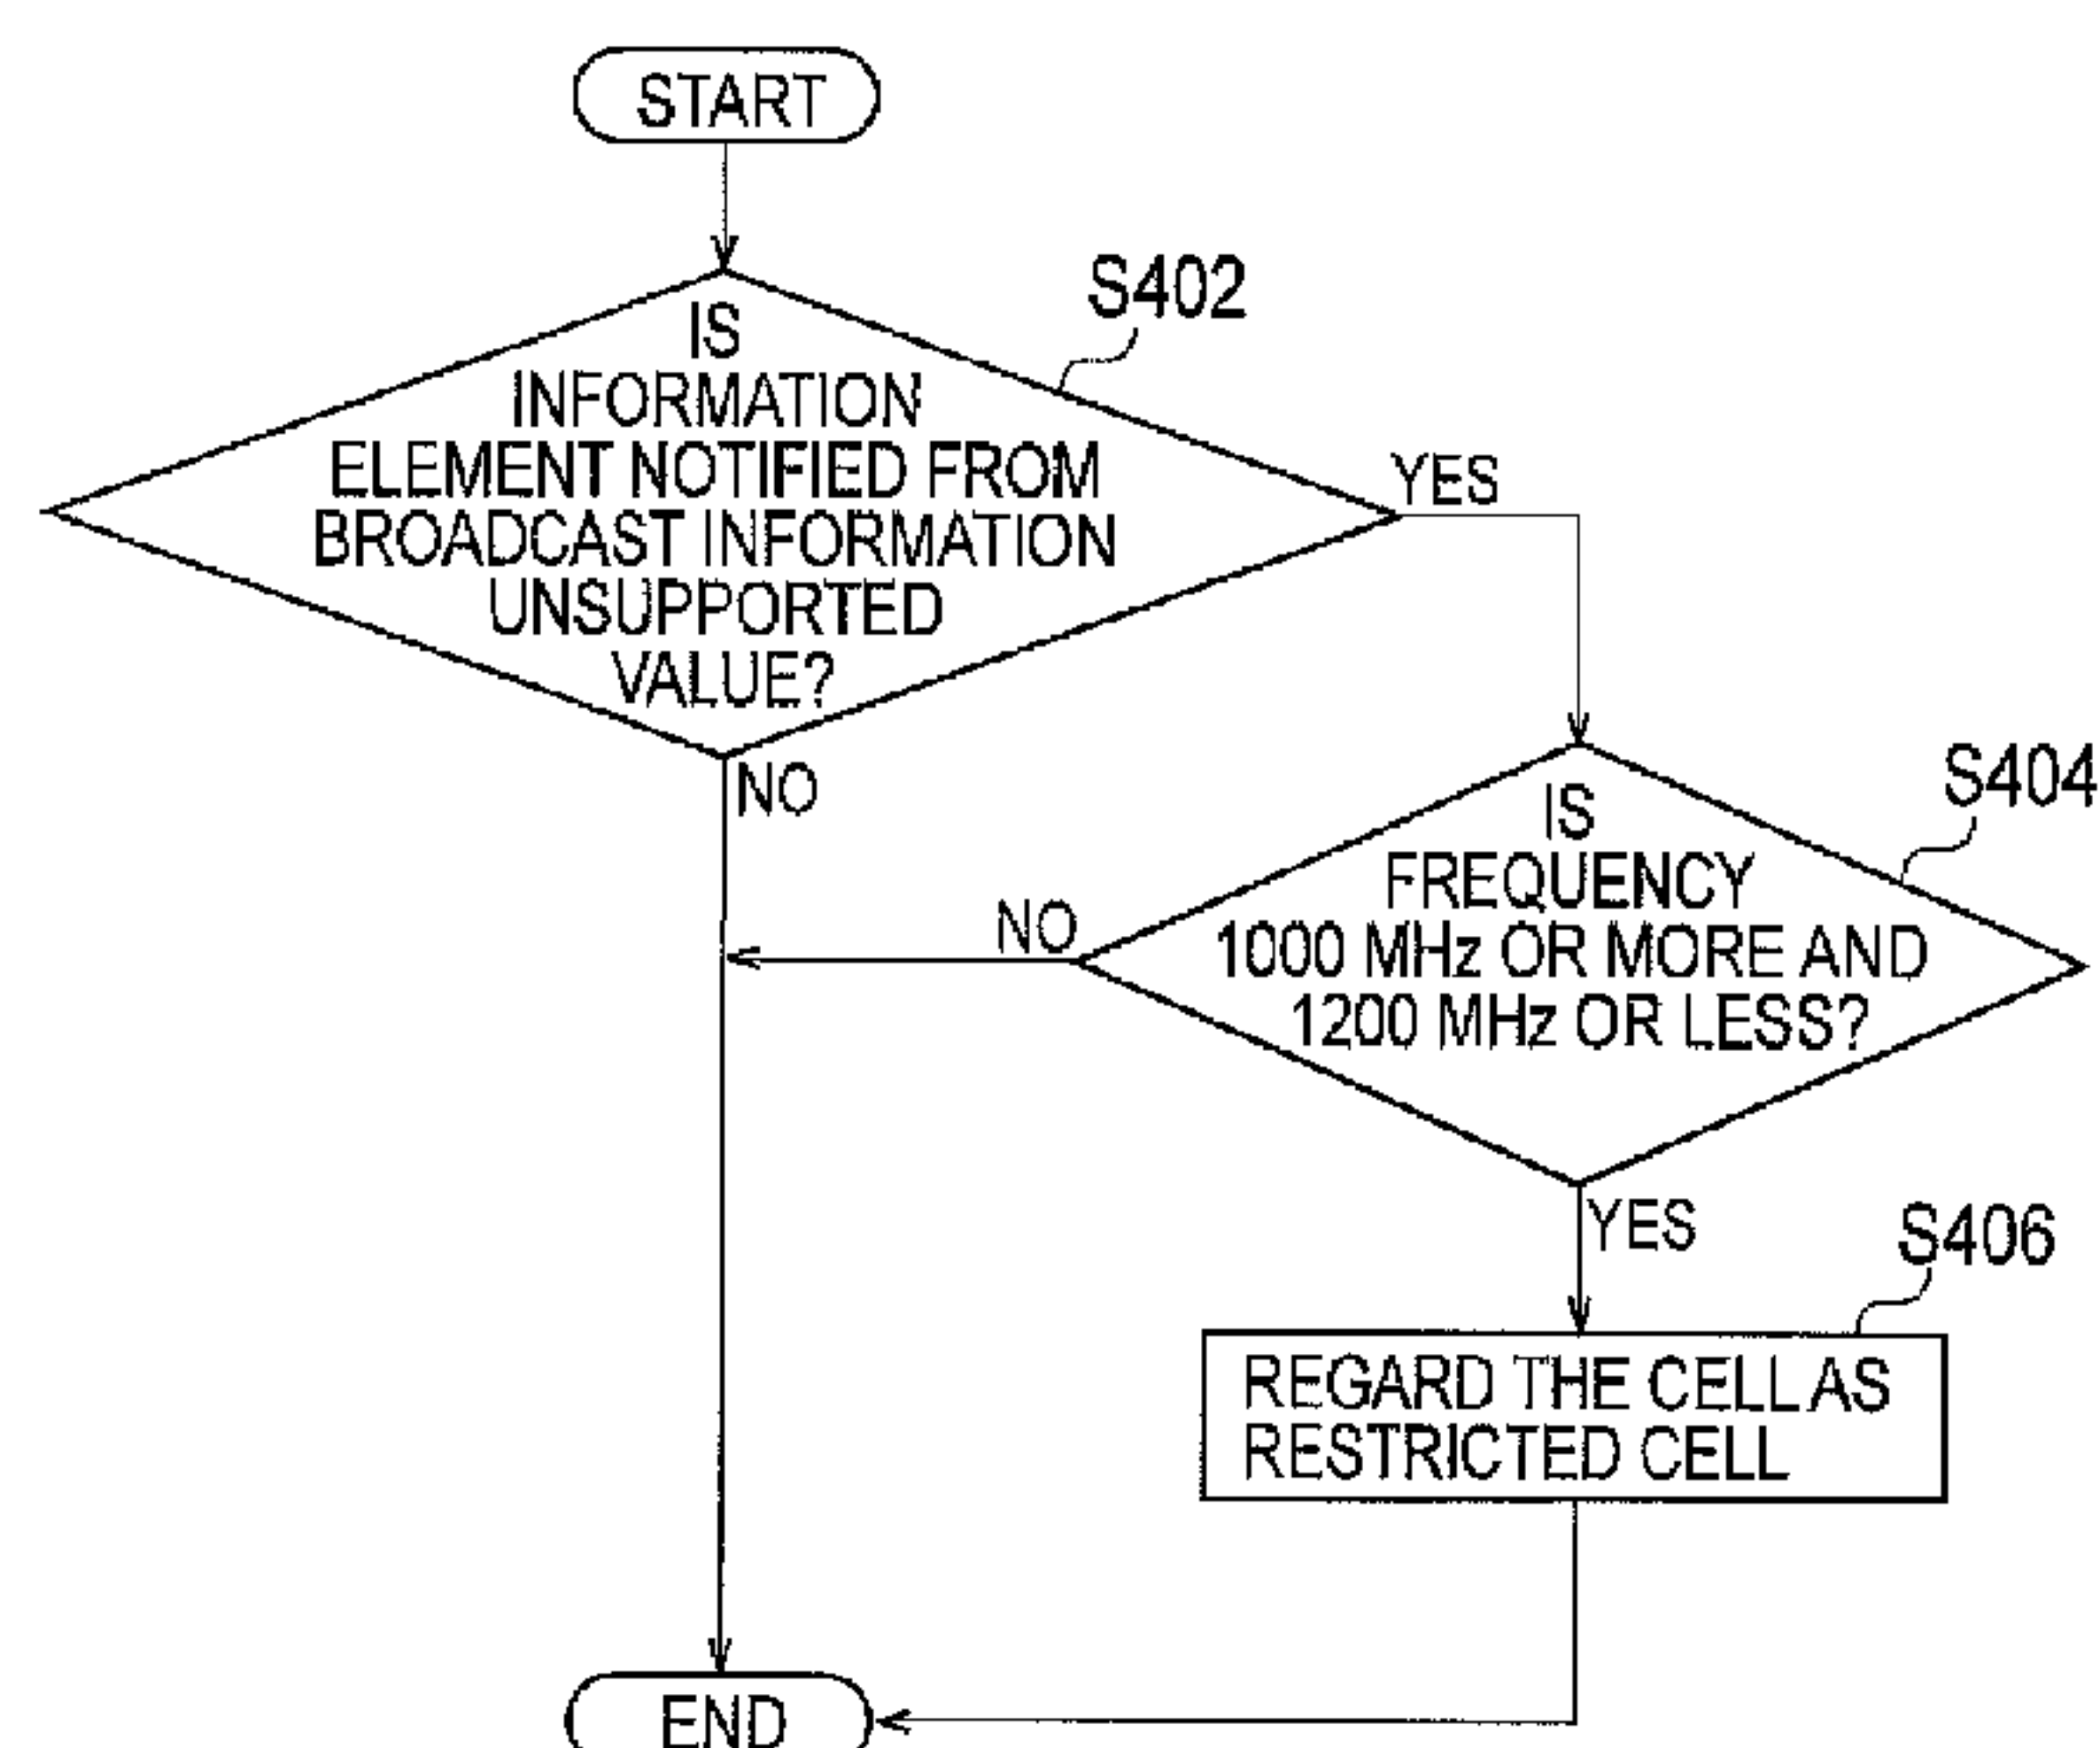 START
S402
IS
INFORMATION
ELEMENT NOTIFIED FROM
BROADCAST INFORMATION
UNSUPPORTED
VALUE?
YES
NO
S404
IS
FREQUENCY
1000 MHz OR MORE AND
1200 MHz OR LESS?
NO
YES
S406
REGARD THE CELL AS
RESTRICTED CELL
END